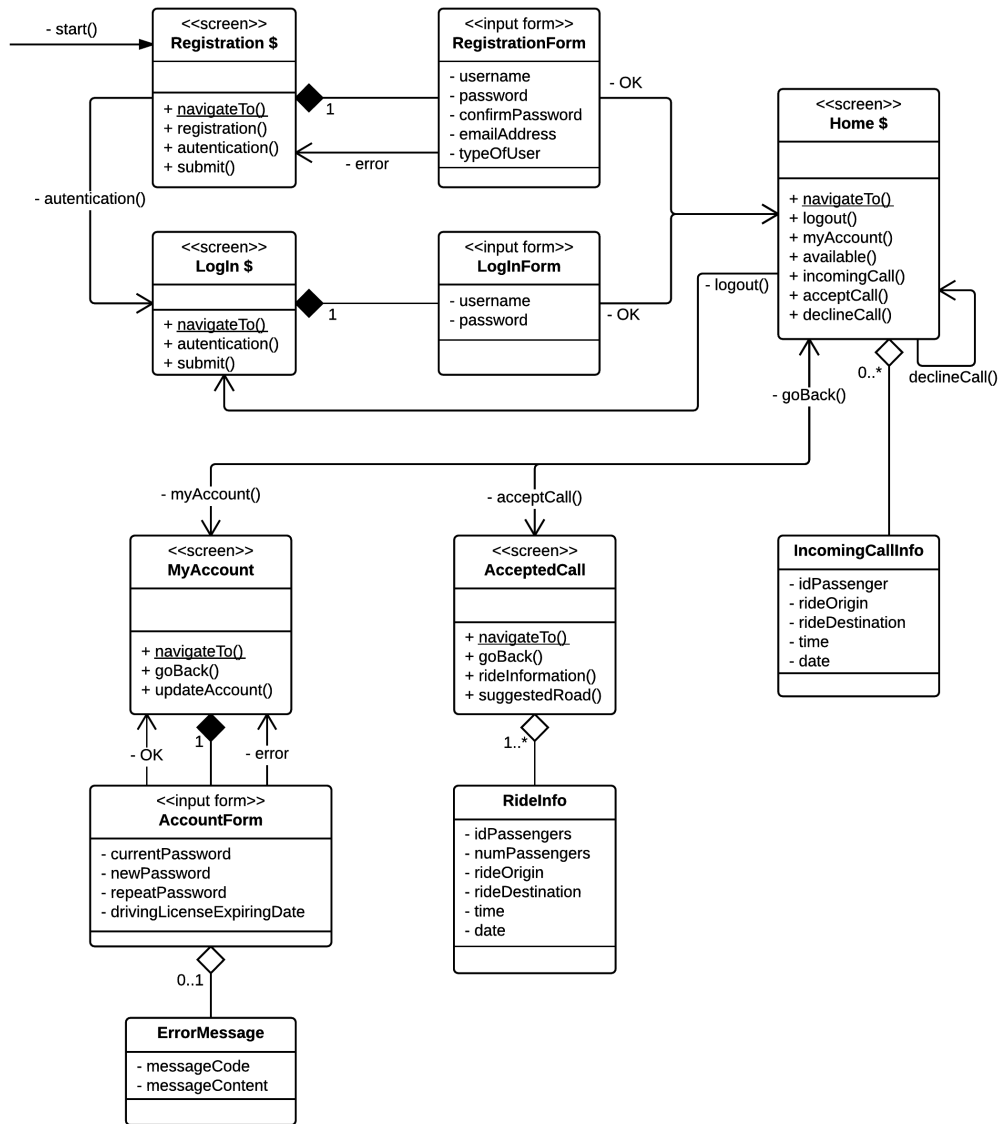 - start()
<<screen>>
Registration $
+ navigateTo()
+ registration()
+ autentication()
+ submit()
1
<<input form>>
RegistrationForm
- username
- password
- confirmPassword
- emailAddress
- typeOfUser
- OK
- error
- autentication()
<<screen>>
LogIn $
+ navigateTo()
+ autentication()
+ submit()
1
<<input form>>
LogInForm
- username
- password
- OK
<<screen>>
Home $
+ navigateTo()
+ logout()
+ myAccount()
+ available()
+ incomingCall()
+ acceptCall()
+ declineCall()
- logout()
declineCall()
0..*
- goBack()
- myAccount()
- acceptCall()
<<screen>>
MyAccount
+ navigateTo()
+ goBack()
+ updateAccount()
- OK
1
- error
<<screen>>
AcceptedCall
+ navigateTo()
+ goBack()
+ rideInformation()
+ suggestedRoad()
1..*
IncomingCallInfo
- idPassenger
- rideOrigin
- rideDestination
- time
- date
<<input form>>
AccountForm
- currentPassword
- newPassword
- repeatPassword
- drivingLicenseExpiringDate
0..1
RideInfo
- idPassengers
- numPassengers
- rideOrigin
- rideDestination
- time
- date
ErrorMessage
- messageCode
- messageContent